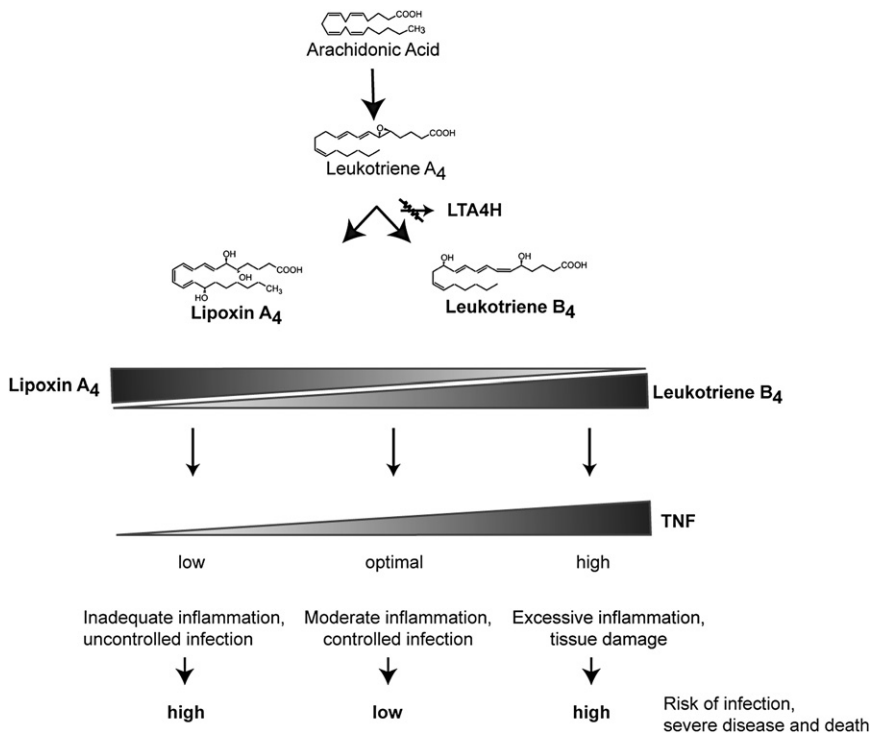 COOH
CH3
Arachidonic Acid
O
COOH
Leukotriene A4
LTA4H
OH
COOH
OH
CH3
HO
Lipoxin A4
OH
OH
COOH
Leukotriene B4
Lipoxin A4
Leukotriene B4
TNF
low optimal high
Inadequate inflammation, Moderate inflammation, Excessive inflammation,
uncontrolled infection controlled infection tissue damage
high low high
Risk of infection,
severe disease and death